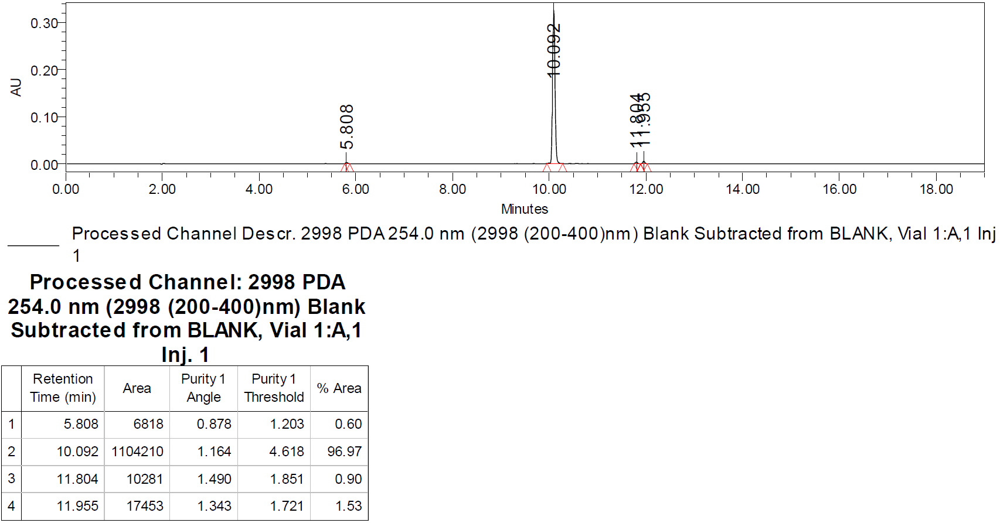 0.30
0.20
0.10
0.00
AU
5.808
10.092
11.804
11.955
0.00 2.00 4.00 6.00 8.00 10.00 12.00 14.00 16.00 18.00
Minutes
Processed Channel Descr. 2998 PDA 254.0 nm (2998 (200-400)nm) Blank Subtracted from BLANK, Vial 1:A,1 Inj
1
Processed Channel: 2998 PDA
254.0 nm (2998 (200-400)nm) Blank
Subtracted from BLANK, Vial 1:A,1
Inj. 1
Retention Time (min) Area Purity 1 Angle Purity 1 Threshold % Area
1 5.808 6818 0.878 1.203 0.60
2 10.092 1104210 1.164 4.618 96.97
3 11.804 10281 1.490 1.851 0.90
4 11.955 17453 1.343 1.721 1.53